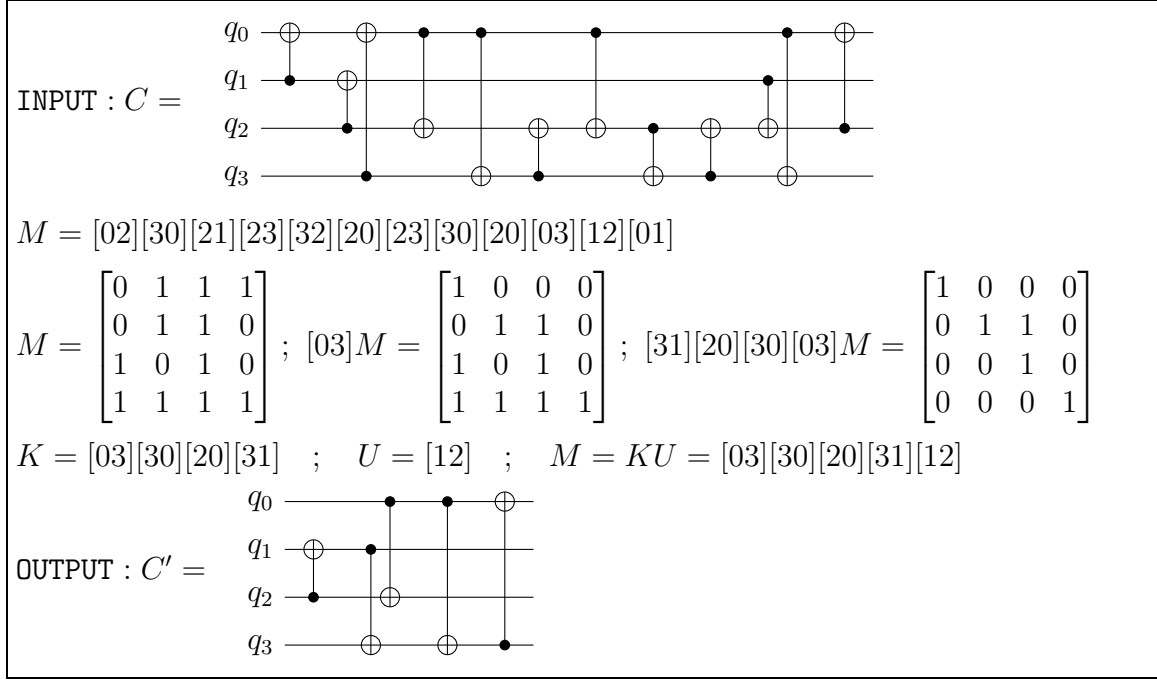 q₀
q₁
INPUT : C =
q₂
q₃
M = [02][30][21][23][32][20][23][30][20][03][12][01]
M = [0 1 1 1; 0 1 1 0; 1 0 1 0; 1 1 1 1] ; [03]M = [1 0 0 0; 0 1 1 0; 1 0 1 0; 1 1 1 1] ; [31][20][30][03]M = [1 0 0 0; 0 1 1 0; 0 0 1 0; 0 0 0 1]
K = [03][30][20][31] ; U = [12] ; M = KU = [03][30][20][31][12]
q₀
q₁
OUTPUT : C′ =
q₂
q₃